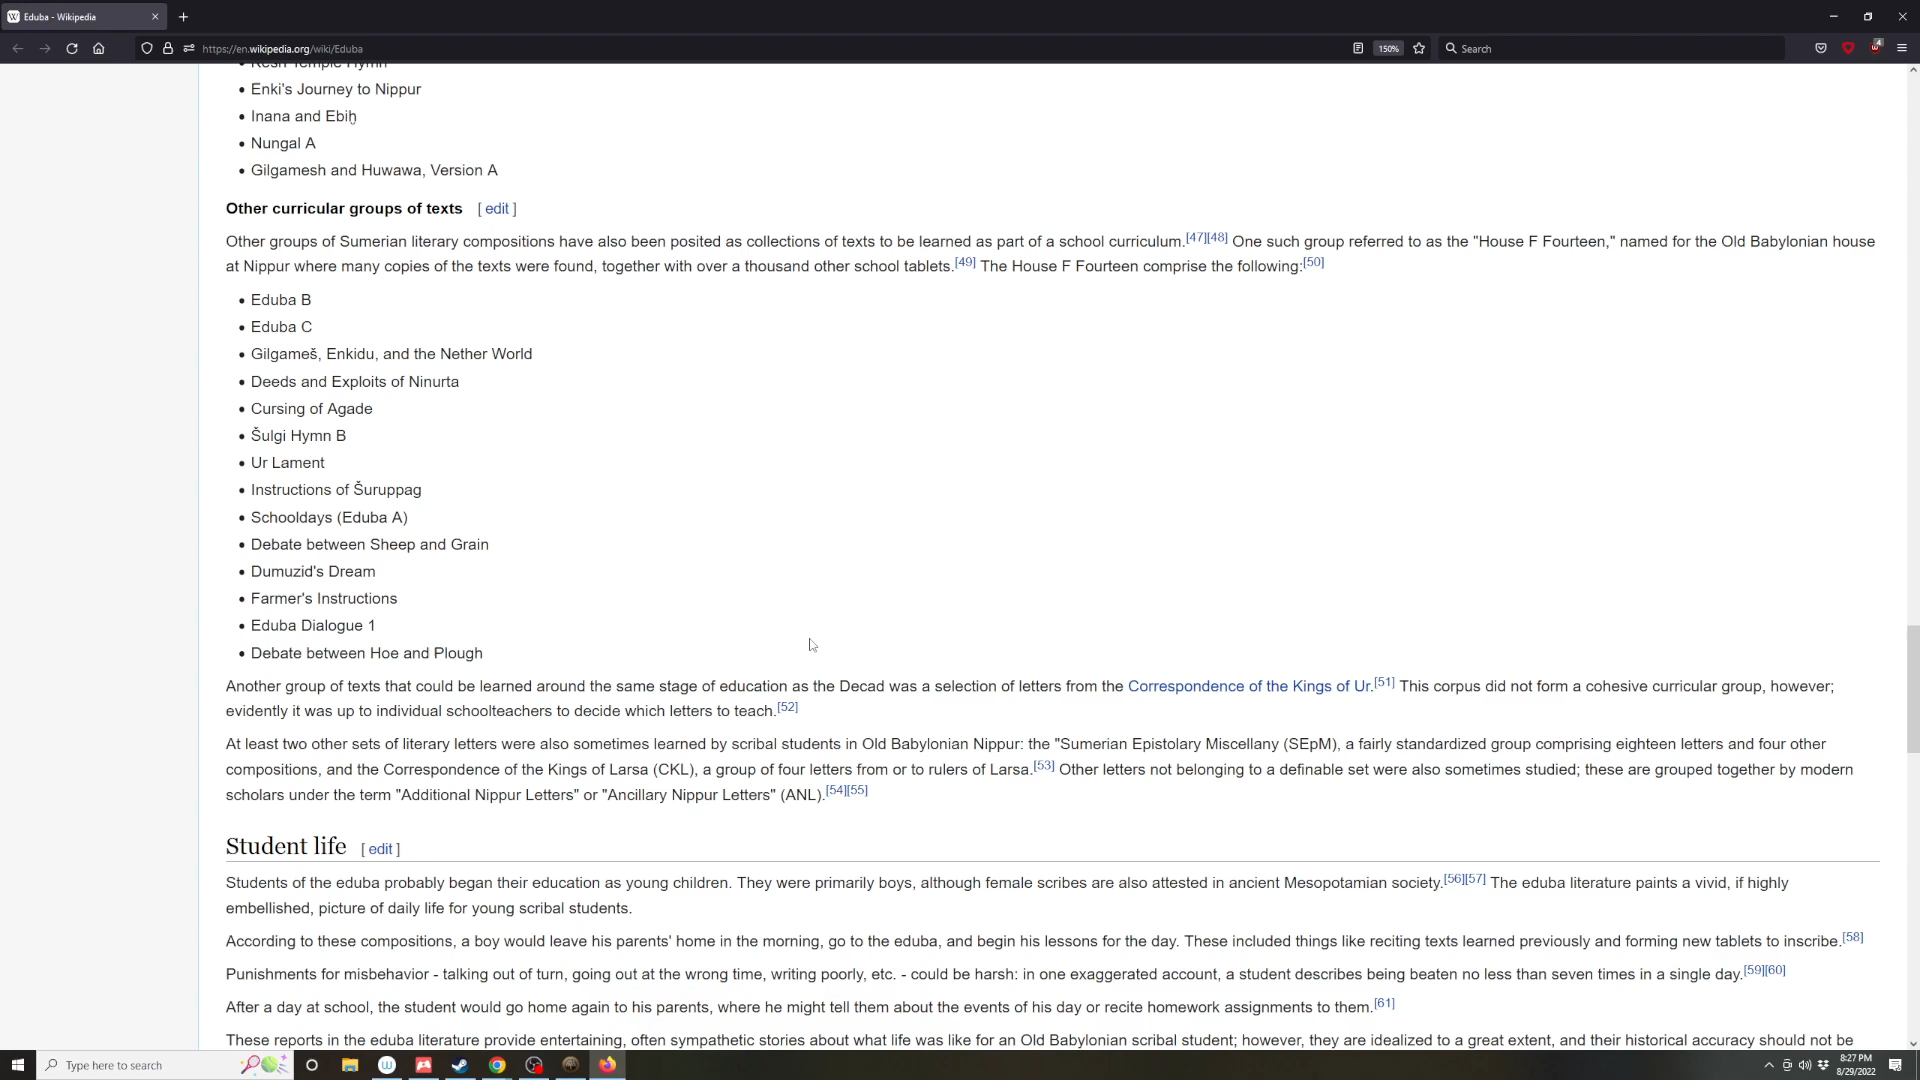 Eduba - Wikipedia
https://en.wikipedia.org/wiki/Eduba
150%
Search
4
Kesh Temple Hymn
• Enki's Journey to Nippur
• Inana and Ebiḫ
• Nungal A
• Gilgamesh and Huwawa, Version A
Other curricular groups of texts [ edit ]
Other groups of Sumerian literary compositions have also been posited as collections of texts to be learned as part of a school curriculum.[47][48] One such group referred to as the "House F Fourteen," named for the Old Babylonian house
at Nippur where many copies of the texts were found, together with over a thousand other school tablets.[49] The House F Fourteen comprise the following:[50]
• Eduba B
• Eduba C
• Gilgameš, Enkidu, and the Nether World
• Deeds and Exploits of Ninurta
• Cursing of Agade
• Šulgi Hymn B
• Ur Lament
• Instructions of Šuruppag
• Schooldays (Eduba A)
• Debate between Sheep and Grain
• Dumuzid's Dream
• Farmer's Instructions
• Eduba Dialogue 1
• Debate between Hoe and Plough
Another group of texts that could be learned around the same stage of education as the Decad was a selection of letters from the Correspondence of the Kings of Ur.[51] This corpus did not form a cohesive curricular group, however;
evidently it was up to individual schoolteachers to decide which letters to teach.[52]
At least two other sets of literary letters were also sometimes learned by scribal students in Old Babylonian Nippur: the "Sumerian Epistolary Miscellany (SEpM), a fairly standardized group comprising eighteen letters and four other
compositions, and the Correspondence of the Kings of Larsa (CKL), a group of four letters from or to rulers of Larsa.[53] Other letters not belonging to a definable set were also sometimes studied; these are grouped together by modern
scholars under the term "Additional Nippur Letters" or "Ancillary Nippur Letters" (ANL).[54][55]
Student life [ edit ]
Students of the eduba probably began their education as young children. They were primarily boys, although female scribes are also attested in ancient Mesopotamian society.[56][57] The eduba literature paints a vivid, if highly
embellished, picture of daily life for young scribal students.
According to these compositions, a boy would leave his parents' home in the morning, go to the eduba, and begin his lessons for the day. These included things like reciting texts learned previously and forming new tablets to inscribe.[58]
Punishments for misbehavior - talking out of turn, going out at the wrong time, writing poorly, etc. - could be harsh: in one exaggerated account, a student describes being beaten no less than seven times in a single day.[59][60]
After a day at school, the student would go home again to his parents, where he might tell them about the events of his day or recite homework assignments to them.[61]
These reports in the eduba literature provide entertaining, often sympathetic stories about what life was like for an Old Babylonian scribal student; however, they are idealized to a great extent, and their historical accuracy should not be
Type here to search
8:27 PM
8/29/2022